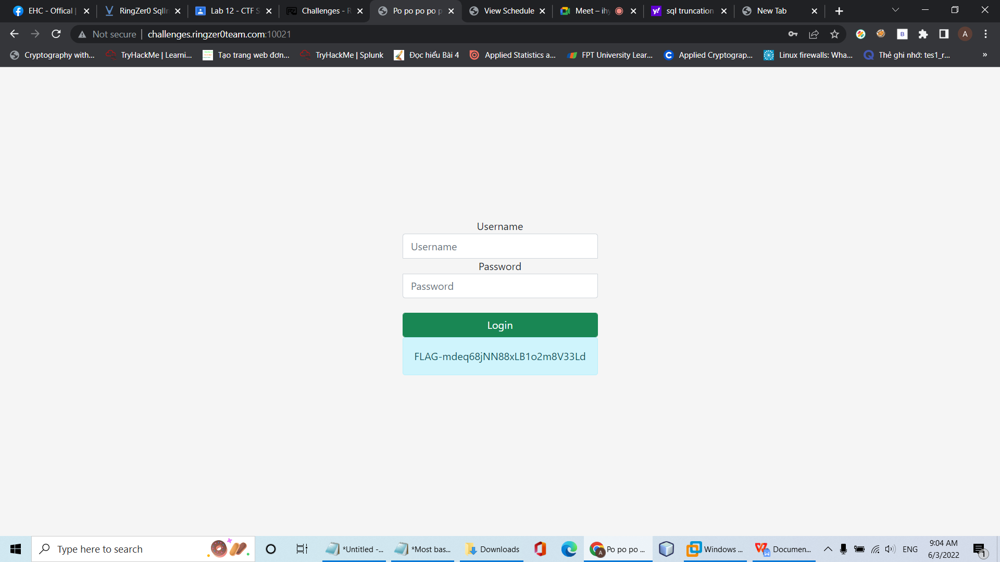 EHC - Offical |
RingZer0 SqlIn
Lab 12 - CTF S
Challenges - R
Po po po po p
View Schedule
Meet – ihy
sql truncation
New Tab
Not secure | challenges.ringzer0team.com:10021
B
A
Cryptography with...
TryHackMe | Learni...
Tạo trang web đơn...
TryHackMe | Splunk
Đọc hiểu Bài 4
Applied Statistics a...
FPT University Lear...
Applied Cryptograp...
Linux firewalls: Wha...
Thẻ ghi nhớ: tes1_r...
»
Username
Username
Password
Password
Login
FLAG-mdeq68jNN88xLB1o2m8V33Ld
Type here to search
*Untitled -...
*Most bas...
Downloads
Po po po ...
Windows ...
Documen...
ENG
9:04 AM
6/3/2022
1